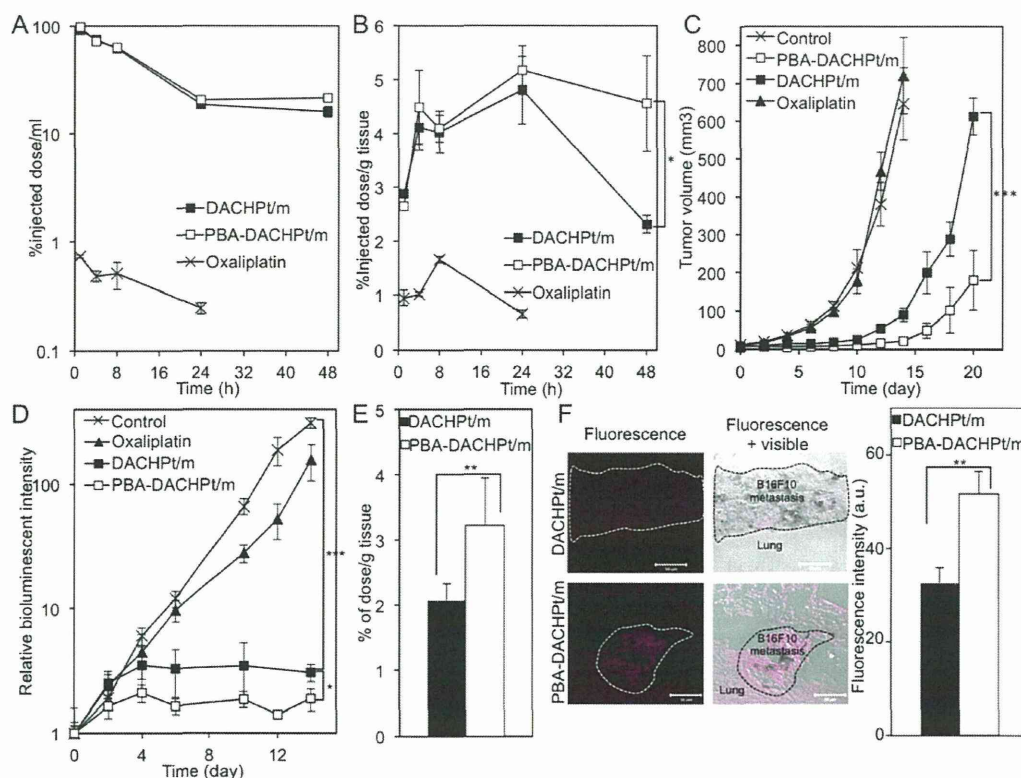 A
%injected dose/ml
100
10
1
0.1
DACHPt/m
PBA-DACHPt/m
Oxaliplatin
0 8 16 24 32 40 48
Time (h)
B
%Injected dose/g tissue
6
5
4
3
2
1
0
*
DACHPt/m
PBA-DACHPt/m
Oxaliplatin
0 8 16 24 32 40 48
Time (h)
C
Tumor volume (mm3)
800
700
600
500
400
300
200
100
0
Control
PBA-DACHPt/m
DACHPt/m
Oxaliplatin
***
0 5 10 15 20
Time (day)
D
Relative bioluminescent intensity
100
10
1
Control
Oxaliplatin
DACHPt/m
PBA-DACHPt/m
***
*
0 4 8 12
Time (day)
E
% of dose/g tissue
5
4
3
2
1
0
DACHPt/m
PBA-DACHPt/m
**
F
Fluorescence
Fluorescence + visible
DACHPt/m
B16F10 metastasis
Lung
PBA-DACHPt/m
B16F10 metastasis
Lung
Fluorescence intensity (a.u.)
60
40
20
0
DACHPt/m
PBA-DACHPt/m
**